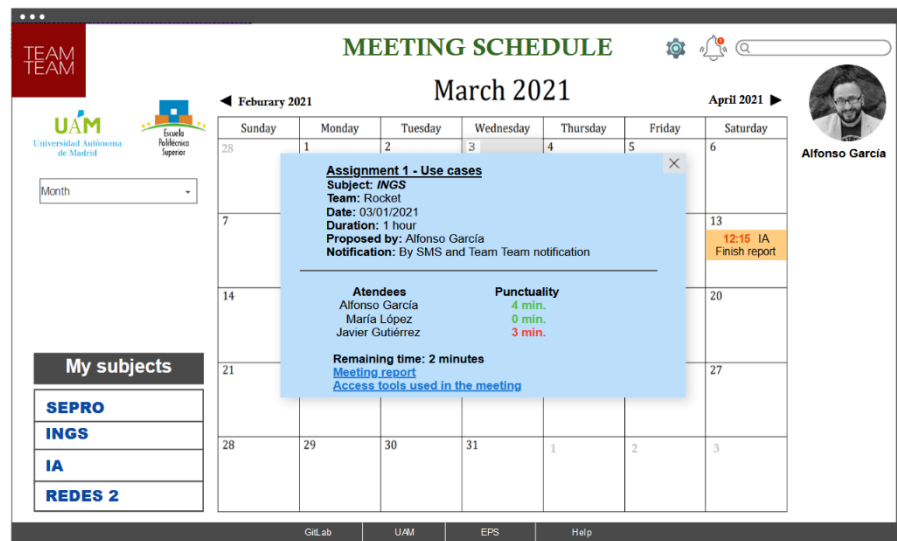 TEAM
TEAM
MEETING SCHEDULE
UAM
Universidad Autónoma
de Madrid
Escuela
Politécnica
Superior
Month
Feburary 2021
March 2021
April 2021
Alfonso García
Sunday Monday Tuesday Wednesday Thursday Friday Saturday
28 1 2 3 4 5 6
Assignment 1 - Use cases
Subject: INGS
Team: Rocket
Date: 03/01/2021
Duration: 1 hour
Proposed by: Alfonso García
Notification: By SMS and Team Team notification
Atendees Punctuality
Alfonso García 4 min.
María López 0 min.
Javier Gutiérrez 3 min.
Remaining time: 2 minutes
Meeting report
Access tools used in the meeting
7 13
12:15 IA
Finish report
14 20
21 27
28 29 30 31 1 2 3
My subjects
SEPRO
INGS
IA
REDES 2
GitLab UAM EPS Help